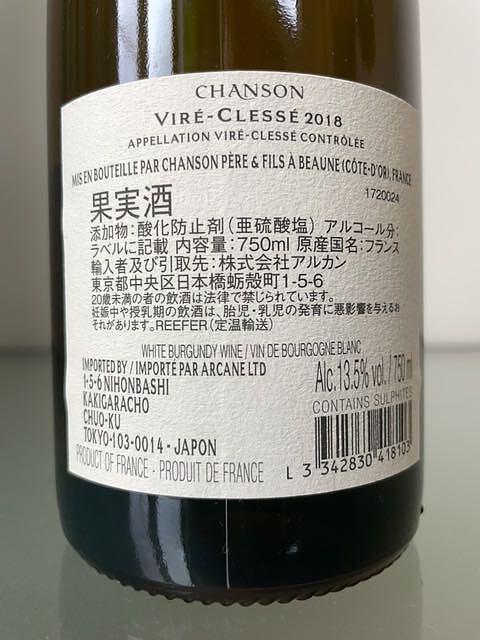 CHANSON
VIRÉ-CLESSÉ 2018
APPELLATION VIRÉ-CLESSÉ CONTRÔLÉE
MIS EN BOUTEILLE PAR CHANSON PÈRE & FILS À BEAUNE (CÔTE-D'OR), FRANCE
1720024
果実酒
添加物:酸化防止剤(亜硫酸塩) アルコール分:
ラベルに記載 内容量:750ml 原産国名:フランス
輸入者及び引取先:株式会社アルカン
東京都中央区日本橋蛎殻町1-5-6
20歳未満の者の飲酒は法律で禁じられています。
妊娠中や授乳期の飲酒は、胎児・乳児の発育に悪影響を与えるお
それがあります。REEFER(定温輸送)
WHITE BURGUNDY WINE / VIN DE BOURGOGNE BLANC
IMPORTED BY / IMPORTÉ PAR ARCANE LTD
1-5-6 NIHONBASHI
KAKIGARACHO
CHUO-KU
TOKYO-103-0014 - JAPON
PRODUCT OF FRANCE - PRODUIT DE FRANCE
Alc.13.5% vol. / 750 ml
CONTAINS SULPHITES
L 3 342830 418103